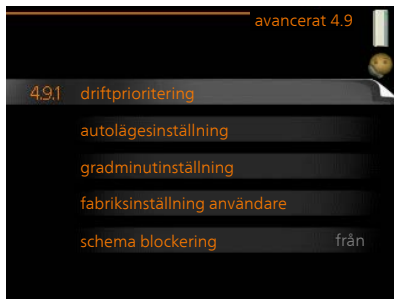 avancerat 4.9
4.9.1 driftprioritering
autolägesinställning
gradminutinställning
fabriksinställning användare
schema blockering från